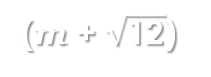 (m + √12)